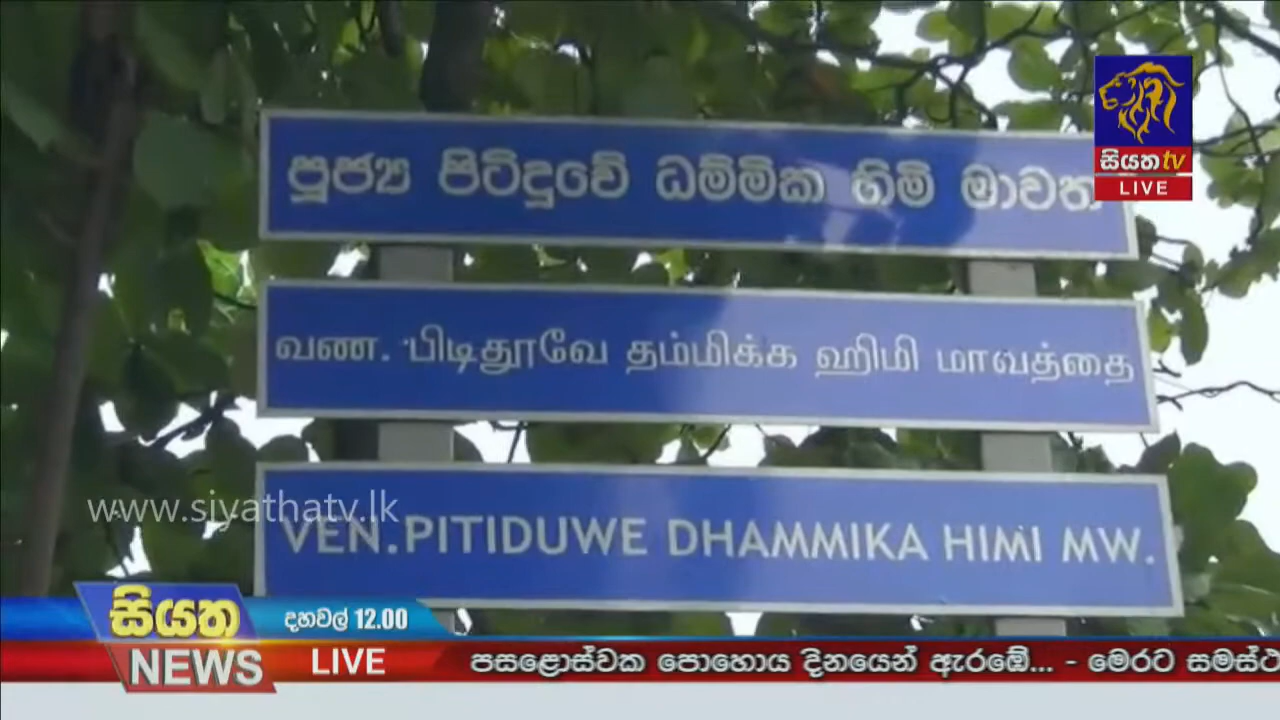 සියත tv
LIVE
පූජ්‍ය පිටිදූවේ ධම්මික හිමි මාවත
வண. பிடிதூவே தம்மிக்க ஹிமி மாவத்தை
www.siyathatv.lk
VEN.PITIDUWE DHAMMIKA HIMI MW.
සියත දහවල් 12.00
NEWS LIVE පසළොස්වක පොහොය දිනයෙන් ඇරඹේ... - මෙරට සමස්ථ